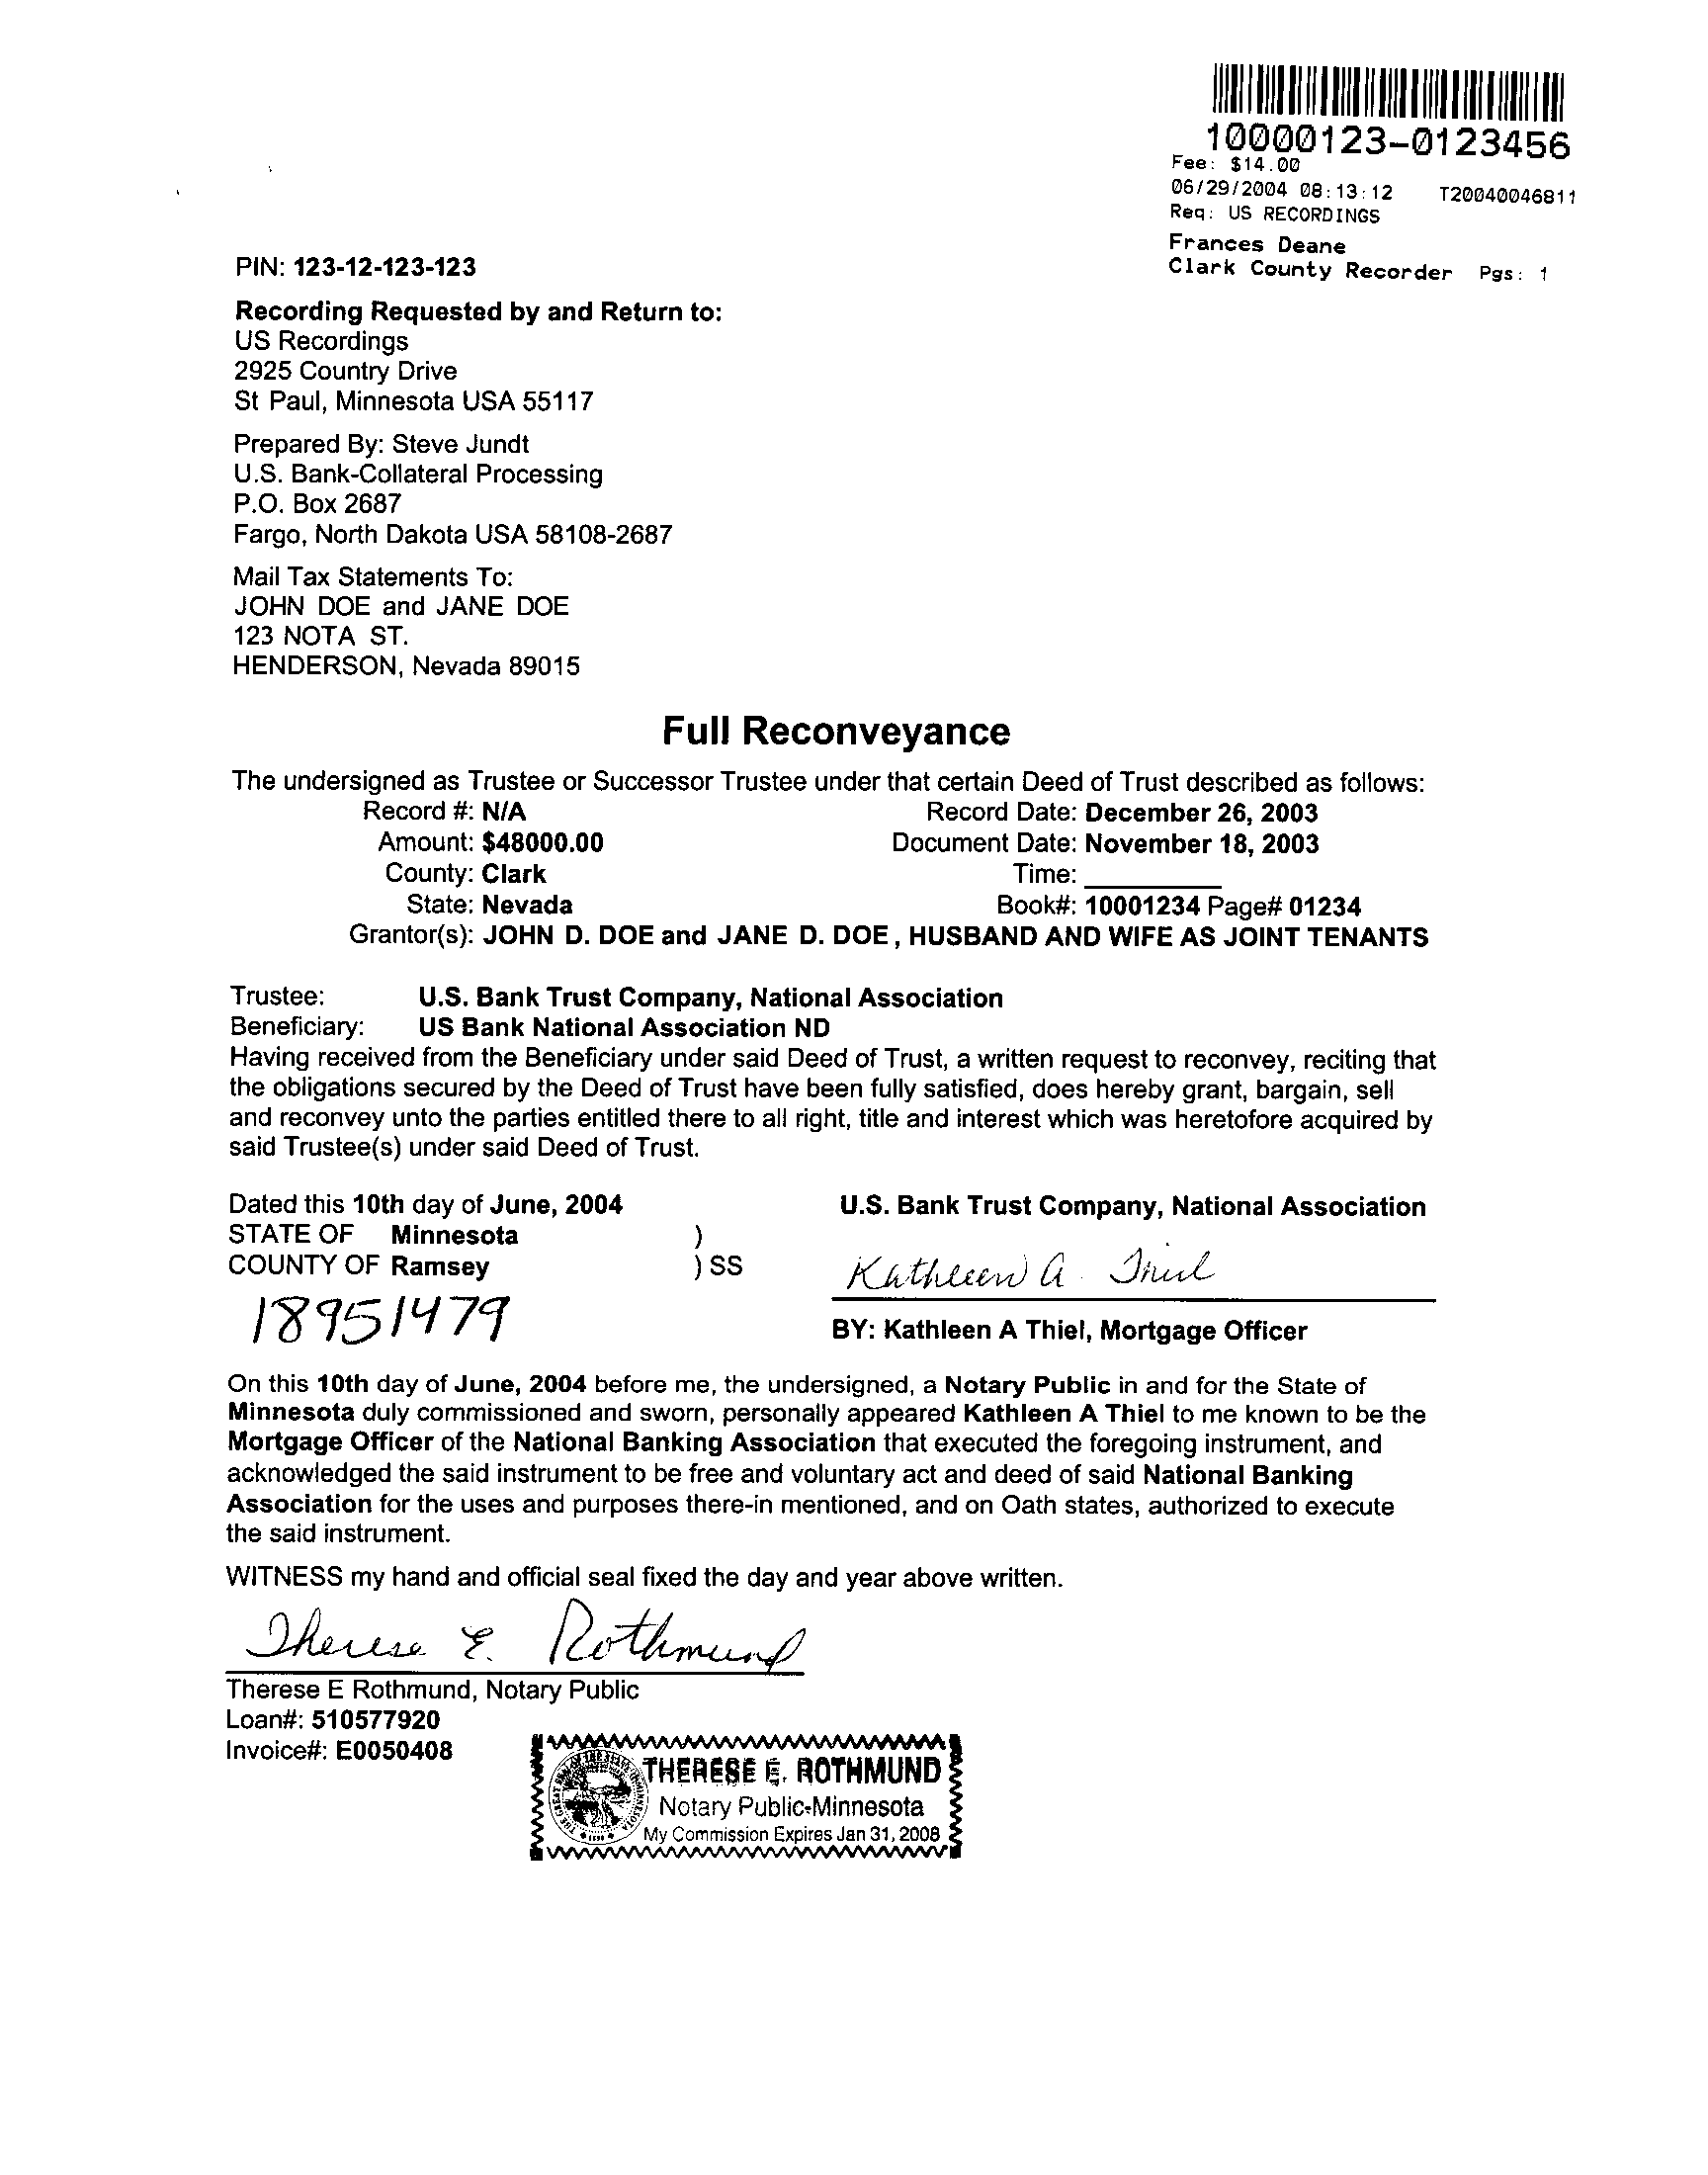 10000123-0123456
Fee: $14.00
06/29/2004 08:13:12 T20040046811
Req: US RECORDINGS
Frances Deane
Clark County Recorder Pgs: 1
PIN: 123-12-123-123
Recording Requested by and Return to:
US Recordings
2925 Country Drive
St Paul, Minnesota USA 55117
Prepared By: Steve Jundt
U.S. Bank-Collateral Processing
P.O. Box 2687
Fargo, North Dakota USA 58108-2687
Mail Tax Statements To:
JOHN DOE and JANE DOE
123 NOTA ST.
HENDERSON, Nevada 89015
Full Reconveyance
The undersigned as Trustee or Successor Trustee under that certain Deed of Trust described as follows:
Record #: N/A Record Date: December 26, 2003
Amount: $48000.00 Document Date: November 18, 2003
County: Clark Time: __________
State: Nevada Book#: 10001234 Page# 01234
Grantor(s): JOHN D. DOE and JANE D. DOE, HUSBAND AND WIFE AS JOINT TENANTS
Trustee: U.S. Bank Trust Company, National Association
Beneficiary: US Bank National Association ND
Having received from the Beneficiary under said Deed of Trust, a written request to reconvey, reciting that
the obligations secured by the Deed of Trust have been fully satisfied, does hereby grant, bargain, sell
and reconvey unto the parties entitled there to all right, title and interest which was heretofore acquired by
said Trustee(s) under said Deed of Trust.
Dated this 10th day of June, 2004 U.S. Bank Trust Company, National Association
STATE OF Minnesota )
COUNTY OF Ramsey ) SS
Kathleen A. Thiel
18951479
BY: Kathleen A Thiel, Mortgage Officer
On this 10th day of June, 2004 before me, the undersigned, a Notary Public in and for the State of
Minnesota duly commissioned and sworn, personally appeared Kathleen A Thiel to me known to be the
Mortgage Officer of the National Banking Association that executed the foregoing instrument, and
acknowledged the said instrument to be free and voluntary act and deed of said National Banking
Association for the uses and purposes there-in mentioned, and on Oath states, authorized to execute
the said instrument.
WITNESS my hand and official seal fixed the day and year above written.
Therese E. Rothmund
Therese E Rothmund, Notary Public
Loan#: 510577920
Invoice#: E0050408
THERESE E. ROTHMUND
Notary Public-Minnesota
My Commission Expires Jan 31, 2008